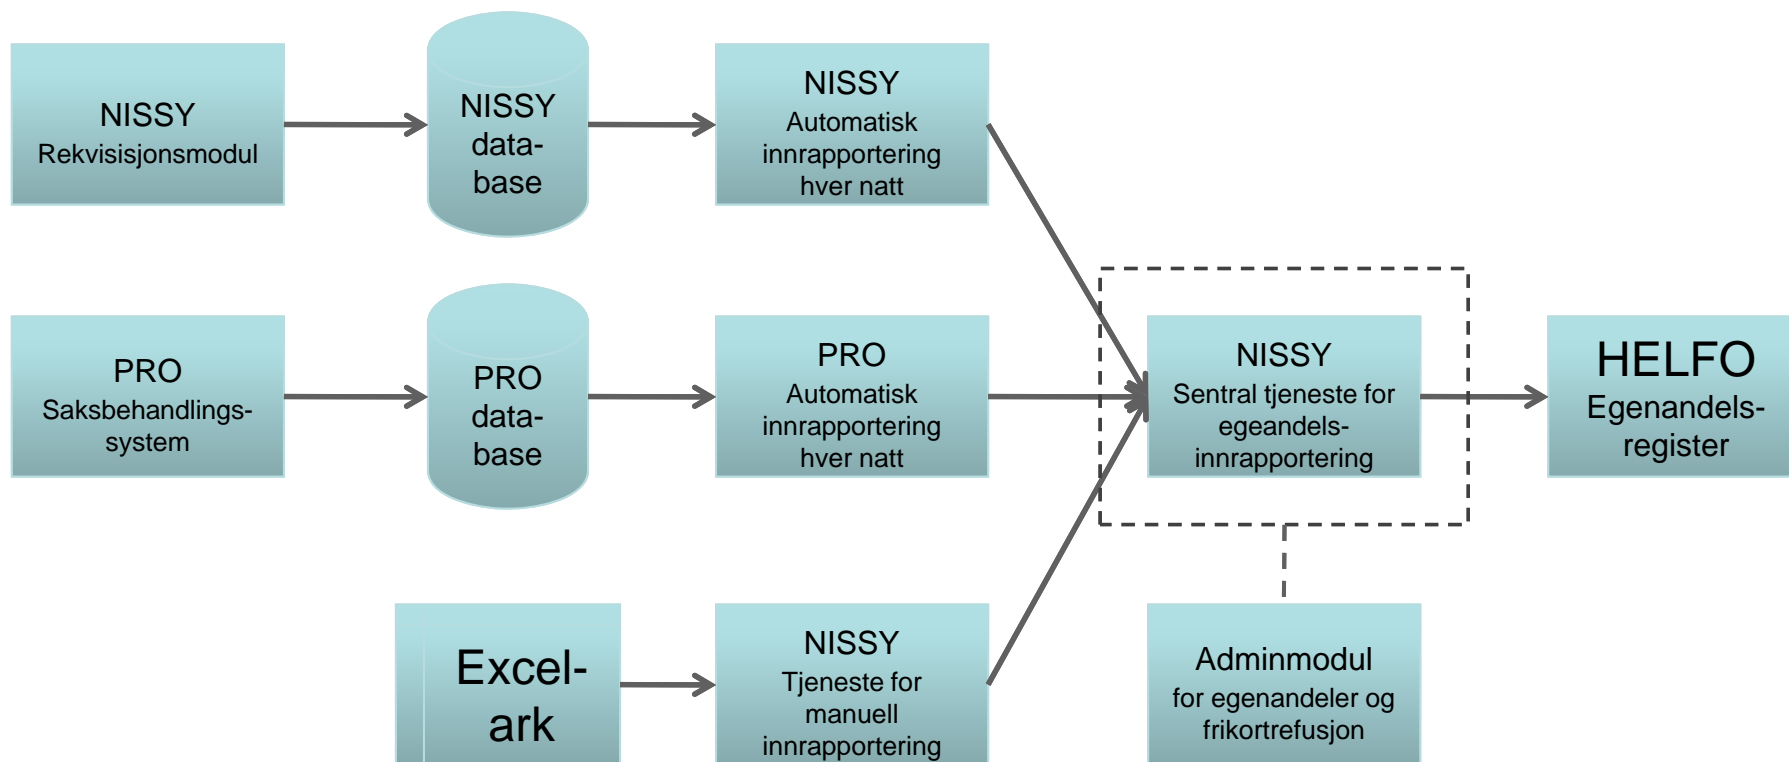 NISSY
Rekvisisjonsmodul
NISSY
data-
base
NISSY
Automatisk
innrapportering
hver natt
PRO
Saksbehandlings-
system
PRO
data-
base
PRO
Automatisk
innrapportering
hver natt
NISSY
Sentral tjeneste for
egeandels-
innrapportering
HELFO
Egenandels-
register
Excel-
ark
NISSY
Tjeneste for
manuell
innrapportering
Adminmodul
for egenandeler og
frikortrefusjon